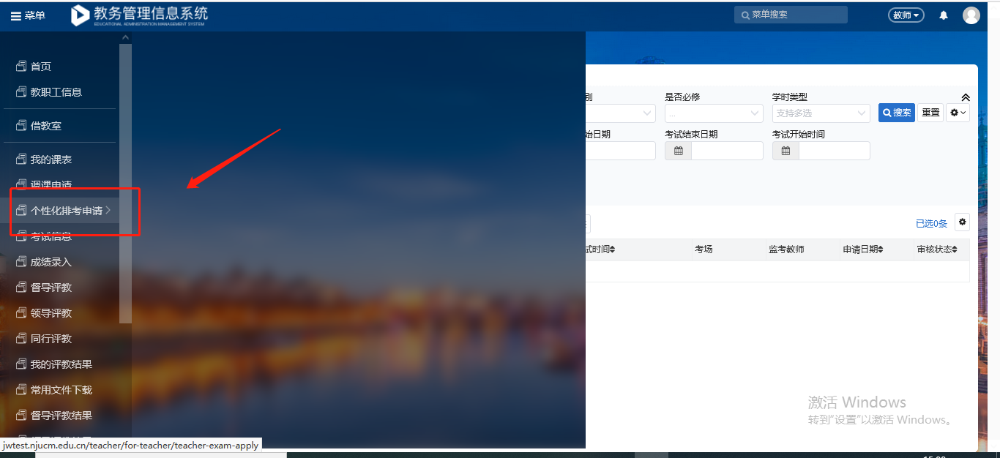 菜单
教务管理信息系统
EDUCATIONAL ADMINISTRATION MANAGEMENT SYSTEM
菜单搜索
教师
首页
教职工信息
借教室
我的课表
调课申请
个性化排考申请
考试信息
成绩录入
督导评教
领导评教
同行评教
我的评教结果
常用文件下载
督导评教结果
别
是否必修
学时类型
...
支持多选
搜索
重置
始日期
考试结束日期
考试开始时间
已选0条
试时间
考场
监考教师
申请日期
审核状态
激活 Windows
转到"设置"以激活 Windows。
jwtest.njucm.edu.cn/teacher/for-teacher/teacher-exam-apply